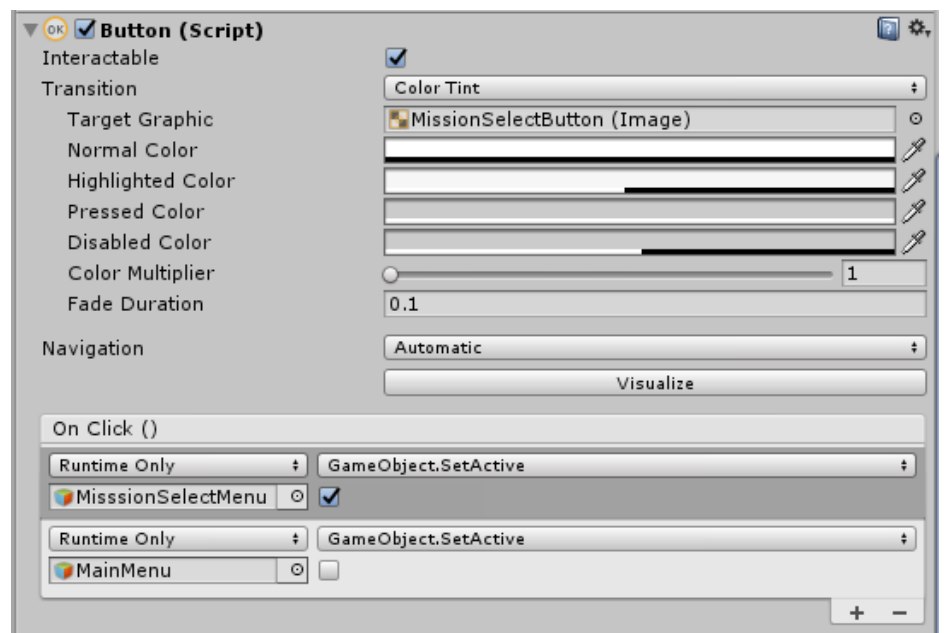 OK Button (Script)
Interactable
Transition Color Tint
Target Graphic MissionSelectButton (Image)
Normal Color
Highlighted Color
Pressed Color
Disabled Color
Color Multiplier 1
Fade Duration 0.1
Navigation Automatic
Visualize
On Click ()
Runtime Only GameObject.SetActive
MisssionSelectMenu
Runtime Only GameObject.SetActive
MainMenu
+ −